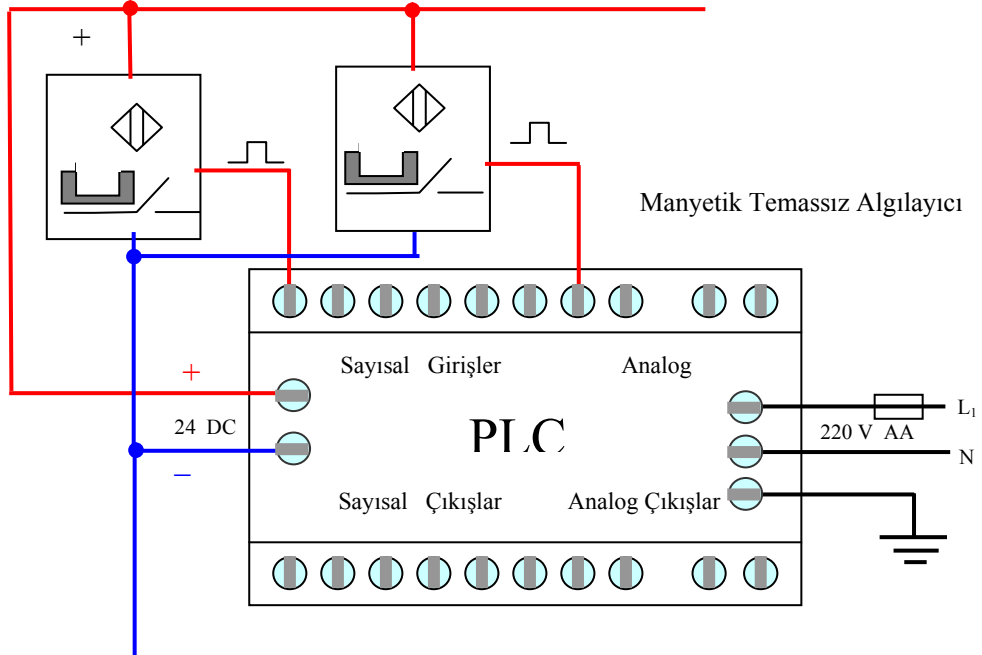 +
Manyetik Temassız Algılayıcı
Sayısal Girişler
Analog
+
24 DC
PLC
L₁
220 V AA
N
–
Sayısal Çıkışlar
Analog Çıkışlar